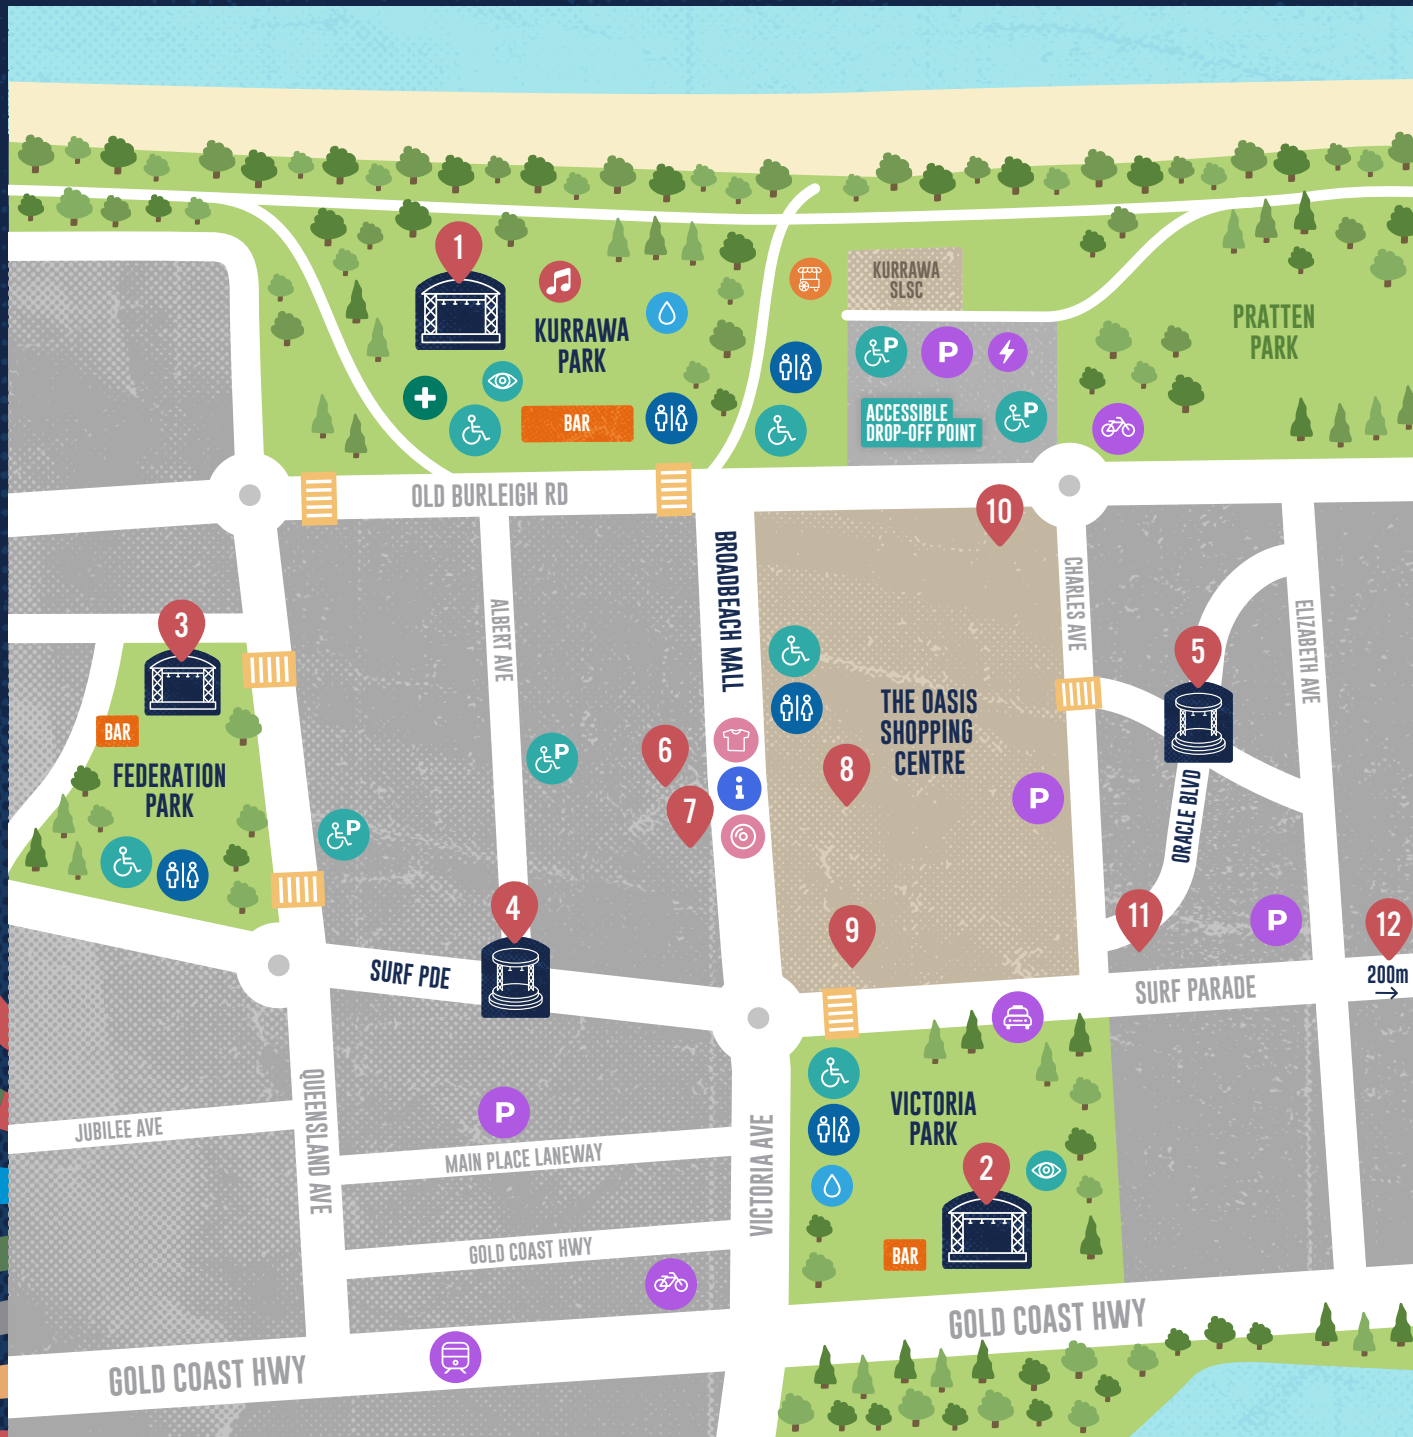 1
KURRAWA
PARK
BAR
KURRAWA
SLSC
P
P
ACCESSIBLE
DROP-OFF POINT
P
PRATTEN
PARK
OLD BURLEIGH RD
10
BROADBEACH MALL
ALBERT AVE
CHARLES AVE
ELIZABETH AVE
3
BAR
FEDERATION
PARK
P
P
6
7
i
8
THE OASIS
SHOPPING
CENTRE
P
5
ORACLE BLVD
4
9
11
P
12
200m
SURF PDE
SURF PARADE
QUEENSLAND AVE
JUBILEE AVE
P
MAIN PLACE LANEWAY
VICTORIA AVE
VICTORIA
PARK
2
BAR
GOLD COAST HWY
GOLD COAST HWY
GOLD COAST HWY